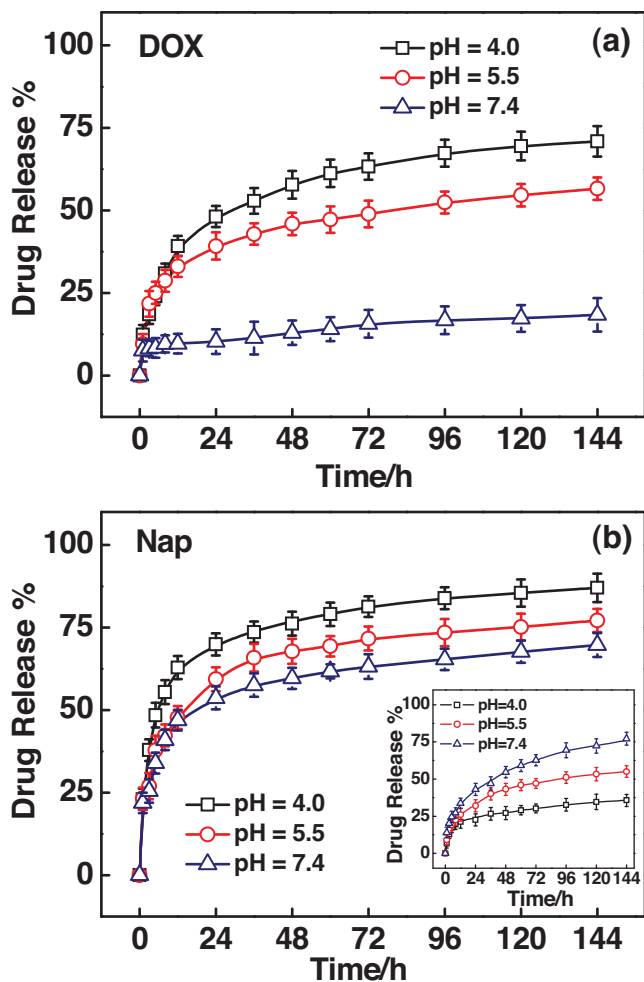 DOX
(a)
pH = 4.0
pH = 5.5
pH = 7.4
Drug Release %
100
75
50
25
0
0 24 48 72 96 120 144
Time/h
Nap
(b)
Drug Release %
100
75
50
25
0
pH = 4.0
pH = 5.5
pH = 7.4
0 24 48 72 96 120 144
Time/h
Drug Release %
100
75
50
25
0
pH=4.0
pH=5.5
pH=7.4
0 24 48 72 96 120 144
Time/h